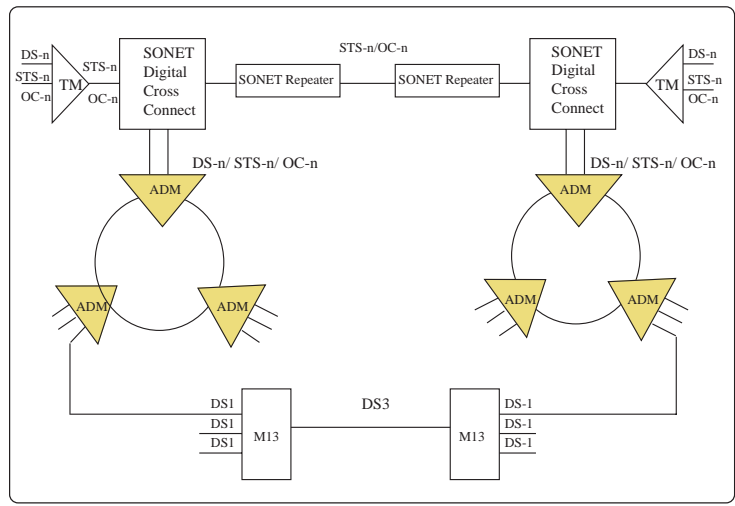 STS-n/OC-n
DS-n
STS-n
OC-n
TM
STS-n
OC-n
SONET
Digital
Cross
Connect
SONET Repeater
SONET Repeater
SONET
Digital
Cross
Connect
TM
DS-n
STS-n
OC-n
DS-n/ STS-n/ OC-n
DS-n/ STS-n/ OC-n
ADM
ADM
ADM
ADM
ADM
ADM
DS1
DS1
DS1
M13
DS3
M13
DS-1
DS-1
DS-1